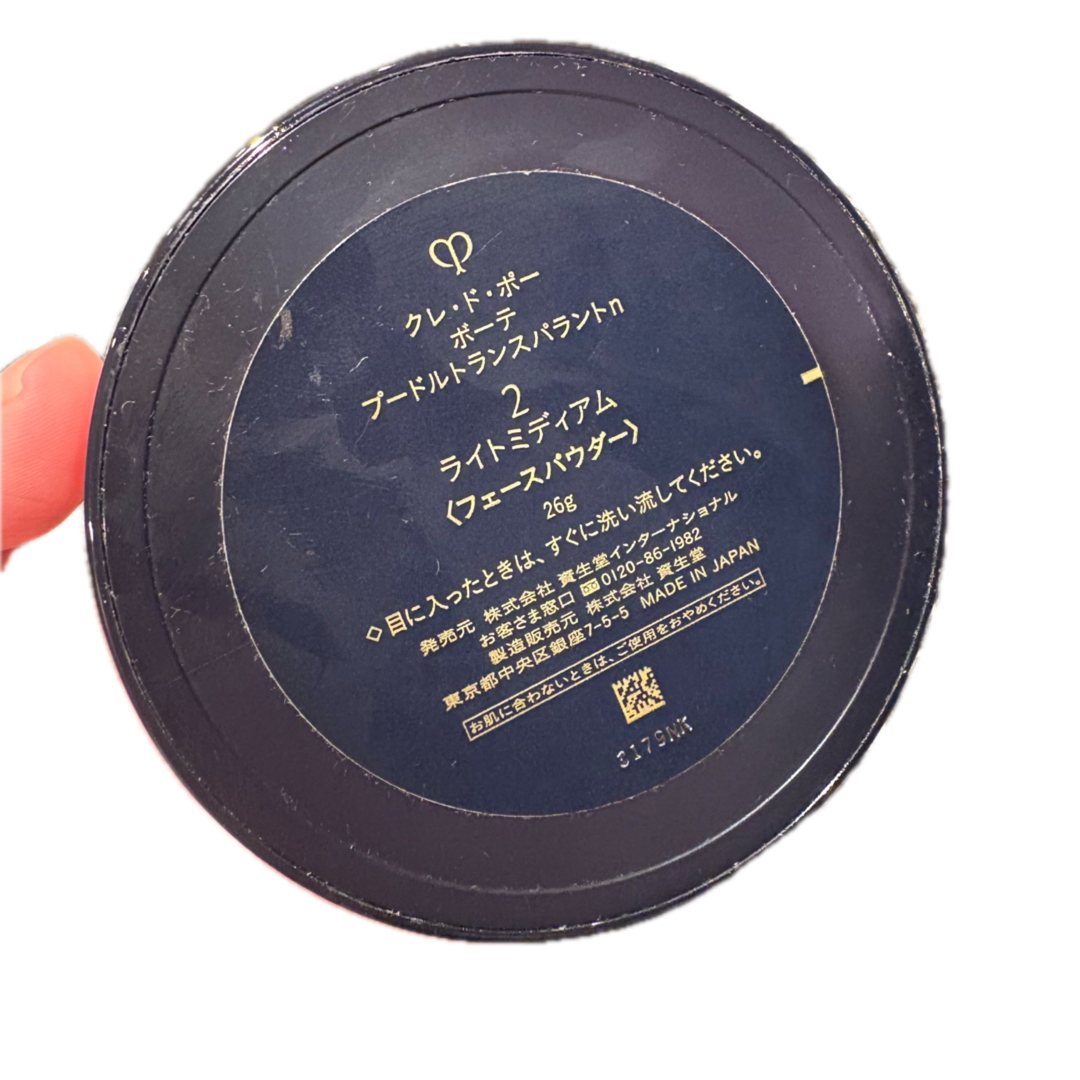 クレ・ド・ポー
ボーテ
プードルトランスパラントn
2
ライトミディアム
〈フェースパウダー〉
26g
◇目に入ったときは、すぐに洗い流してください。
発売元 株式会社 資生堂インターナショナル
お客さま窓口 0120-86-1982
製造販売元 株式会社 資生堂
東京都中央区銀座7-5-5 MADE IN JAPAN
お肌に合わないときは、ご使用をおやめください。
3179NK